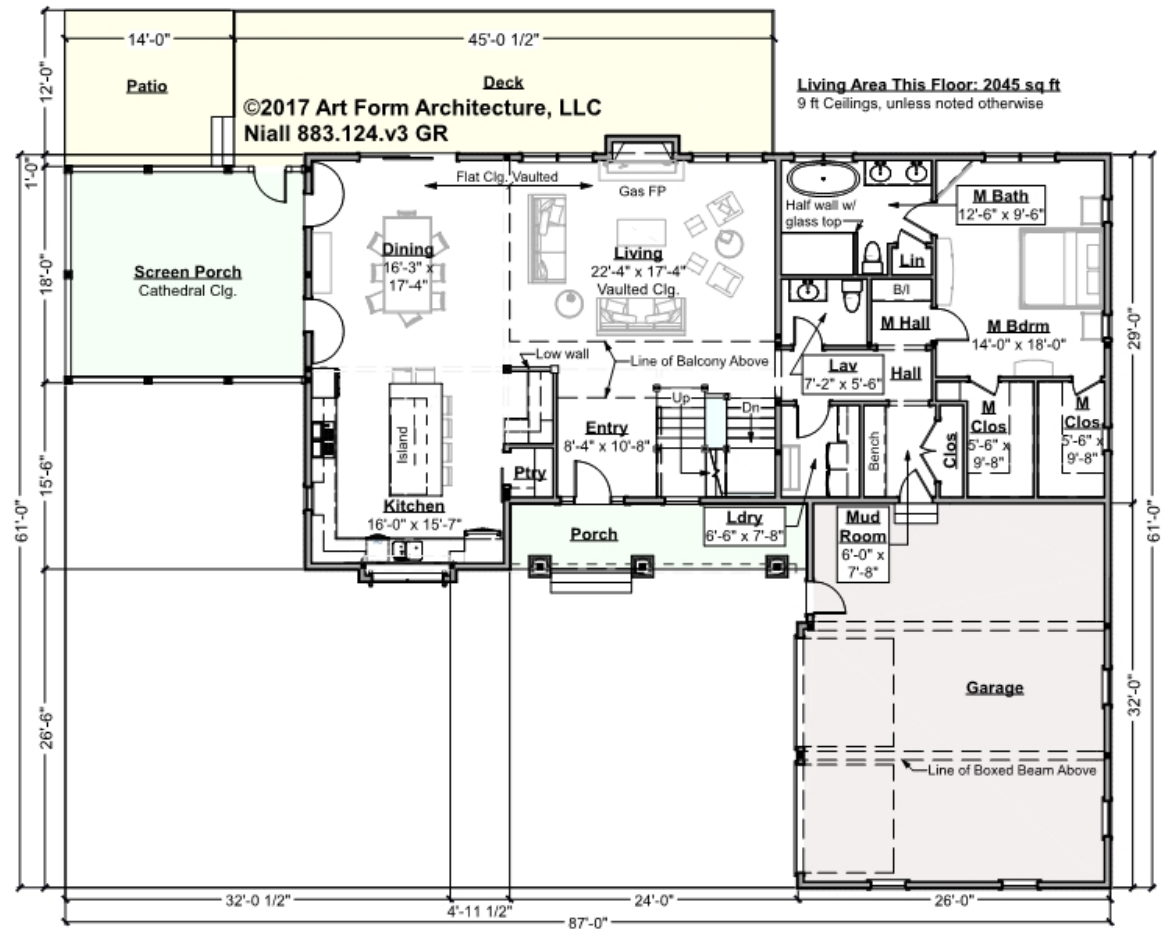 14'-0"
45'-0 1/2"
12'-0"
Patio
Deck
©2017 Art Form Architecture, LLC
Niall 883.124.v3 GR
Living Area This Floor: 2045 sq ft
9 ft Ceilings, unless noted otherwise
1'-0"
Flat Clg. Vaulted
Gas FP
Half wall w/
glass top
M Bath
12'-6" x 9'-6"
Dining
16'-3" x
17'-4"
Living
22'-4" x 17'-4"
Vaulted Clg.
Lin
Screen Porch
Cathedral Clg.
18'-0"
B/I
M Hall
M Bdrm
14'-0" x 18'-0"
29'-0"
Low wall
Line of Balcony Above
Lav
7'-2" x 5'-6"
Hall
Up
Dn
Entry
8'-4" x 10'-8"
Island
Bench
Clos
M
Clos
5'-6" x
9'-8"
M
Clos
5'-6" x
9'-8"
Ptry
15'-6"
Kitchen
16'-0" x 15'-7"
Porch
Ldry
6'-6" x 7'-8"
Mud
Room
6'-0" x
7'-8"
61'-0"
61'-0"
Garage
32'-0"
26'-6"
Line of Boxed Beam Above
32'-0 1/2"
4'-11 1/2"
24'-0"
26'-0"
87'-0"